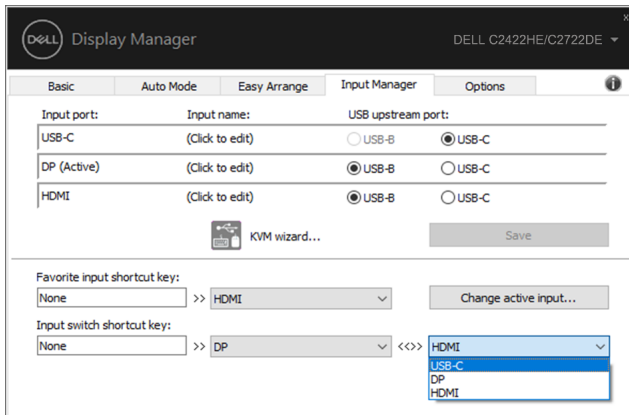 DELL Display Manager DELL C2422HE/C2722DE
Basic Auto Mode Easy Arrange Input Manager Options
Input port: Input name: USB upstream port:
USB-C (Click to edit) USB-B USB-C
DP (Active) (Click to edit) USB-B USB-C
HDMI (Click to edit) USB-B USB-C
KVM wizard... Save
Favorite input shortcut key:
None >> HDMI Change active input...
Input switch shortcut key:
None >> DP <<>> HDMI
USB-C
DP
HDMI